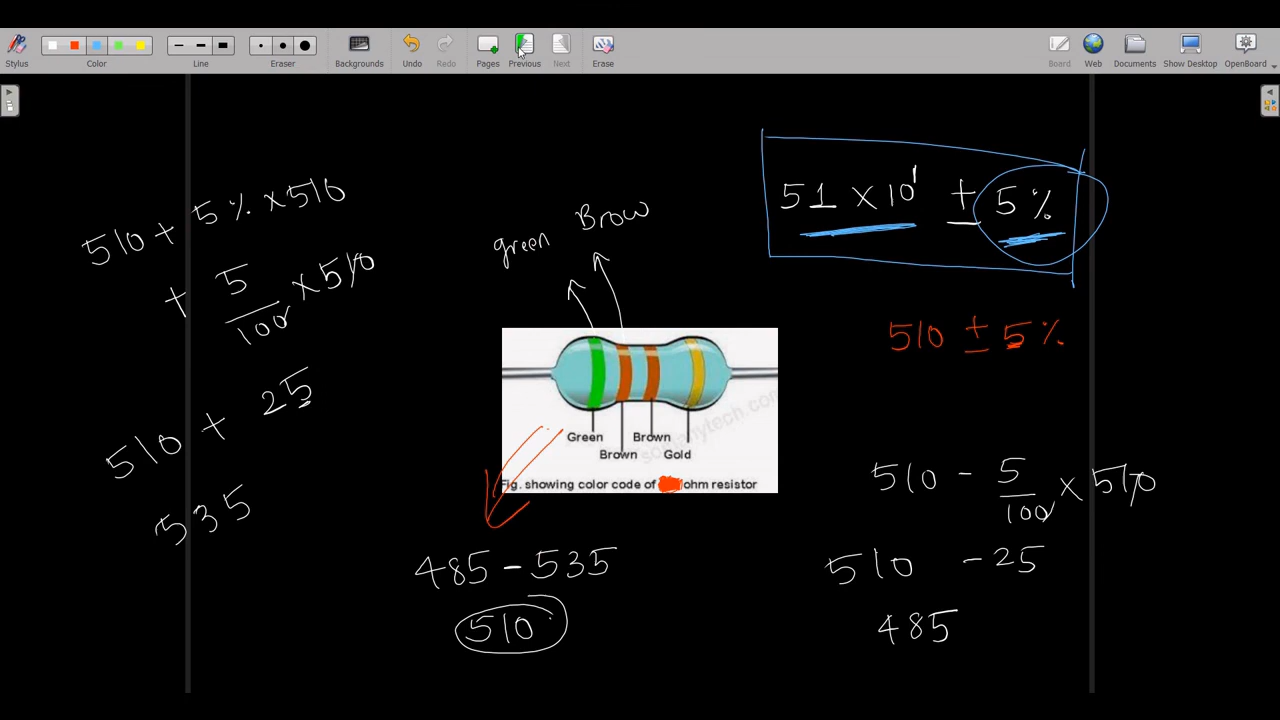 Stylus
Color
Line
Eraser
Backgrounds
Undo
Redo
Pages
Previous
Next
Erase
Board
Web
Documents
Show Desktop
OpenBoard
510 + 5% × 510
+ 5/100 × 510
510 + 25
535
green Brow
Green
Brown
Brown
Gold
Fig. showing color code of ohm resistor
485 - 535
510
51 × 10¹ ± 5%
510 ± 5%
510 - 5/100 × 510
510 - 25
485